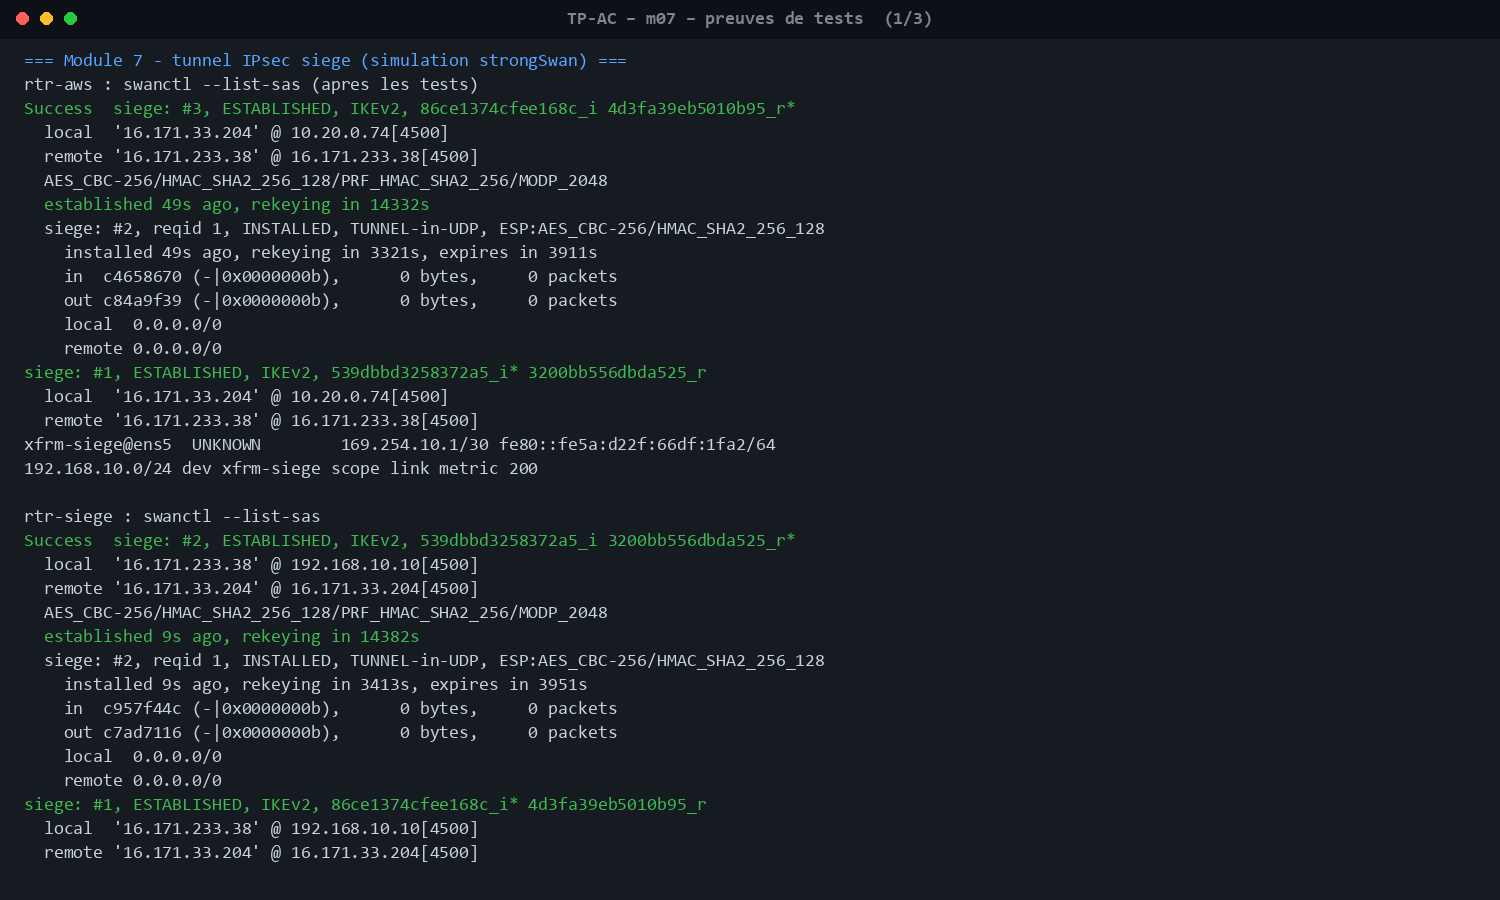 TP-AC – m07 – preuves de tests (1/3)
=== Module 7 - tunnel IPsec siege (simulation strongSwan) ===
rtr-aws : swanctl --list-sas (apres les tests)
Success  siege: #3, ESTABLISHED, IKEv2, 86ce1374cfee168c_i 4d3fa39eb5010b95_r*
  local  '16.171.33.204' @ 10.20.0.74[4500]
  remote '16.171.233.38' @ 16.171.233.38[4500]
  AES_CBC-256/HMAC_SHA2_256_128/PRF_HMAC_SHA2_256/MODP_2048
  established 49s ago, rekeying in 14332s
  siege: #2, reqid 1, INSTALLED, TUNNEL-in-UDP, ESP:AES_CBC-256/HMAC_SHA2_256_128
    installed 49s ago, rekeying in 3321s, expires in 3911s
    in  c4658670 (-|0x0000000b),      0 bytes,     0 packets
    out c84a9f39 (-|0x0000000b),      0 bytes,     0 packets
    local  0.0.0.0/0
    remote 0.0.0.0/0
siege: #1, ESTABLISHED, IKEv2, 539dbbd3258372a5_i* 3200bb556dbda525_r
  local  '16.171.33.204' @ 10.20.0.74[4500]
  remote '16.171.233.38' @ 16.171.233.38[4500]
xfrm-siege@ens5  UNKNOWN        169.254.10.1/30 fe80::fe5a:d22f:66df:1fa2/64
192.168.10.0/24 dev xfrm-siege scope link metric 200
rtr-siege : swanctl --list-sas
Success  siege: #2, ESTABLISHED, IKEv2, 539dbbd3258372a5_i 3200bb556dbda525_r*
  local  '16.171.233.38' @ 192.168.10.10[4500]
  remote '16.171.33.204' @ 16.171.33.204[4500]
  AES_CBC-256/HMAC_SHA2_256_128/PRF_HMAC_SHA2_256/MODP_2048
  established 9s ago, rekeying in 14382s
  siege: #2, reqid 1, INSTALLED, TUNNEL-in-UDP, ESP:AES_CBC-256/HMAC_SHA2_256_128
    installed 9s ago, rekeying in 3413s, expires in 3951s
    in  c957f44c (-|0x0000000b),      0 bytes,     0 packets
    out c7ad7116 (-|0x0000000b),      0 bytes,     0 packets
    local  0.0.0.0/0
    remote 0.0.0.0/0
siege: #1, ESTABLISHED, IKEv2, 86ce1374cfee168c_i* 4d3fa39eb5010b95_r
  local  '16.171.233.38' @ 192.168.10.10[4500]
  remote '16.171.33.204' @ 16.171.33.204[4500]